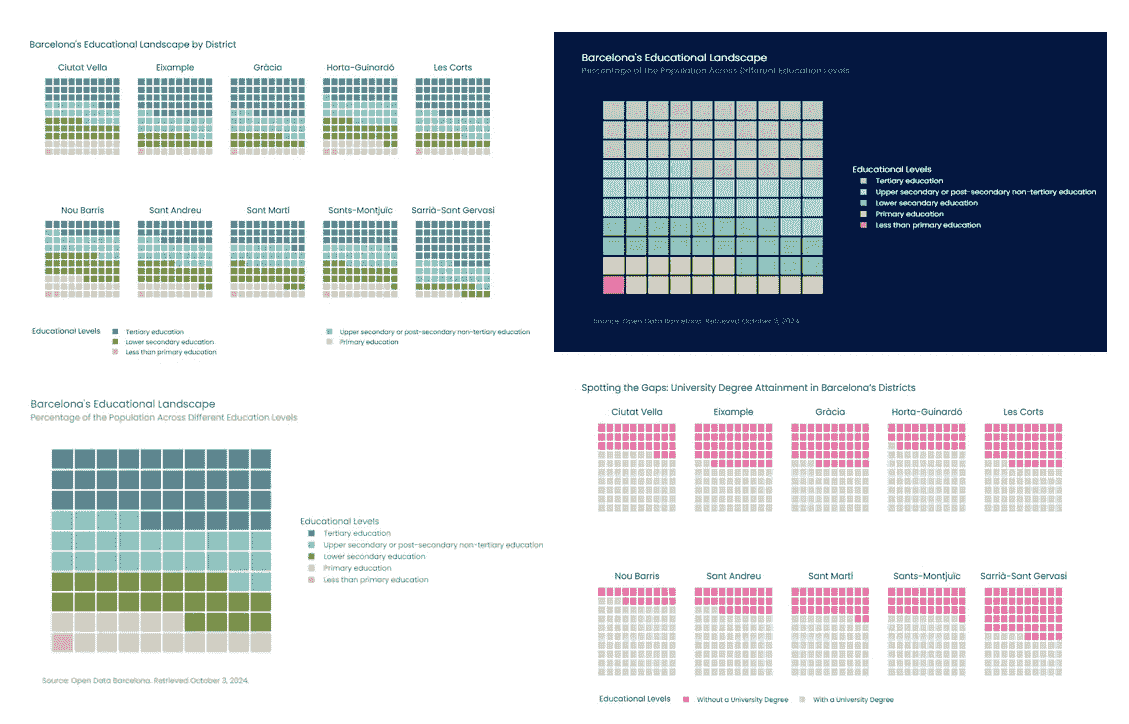 Barcelona's Educational Landscape by District
Ciutat Vella
Eixample
Gràcia
Horta-Guinardó
Les Corts
Nou Barris
Sant Andreu
Sant Martí
Sants-Montjuïc
Sarrià-Sant Gervasi
Educational Levels
Tertiary education
Upper secondary or post-secondary non-tertiary education
Lower secondary education
Primary education
Less than primary education
Barcelona's Educational Landscape
Percentage of the Population Across Different Education Levels
Educational Levels
Tertiary education
Upper secondary or post-secondary non-tertiary education
Lower secondary education
Primary education
Less than primary education
Source: Open Data Barcelona. Retrieved October 3, 2024.
Barcelona's Educational Landscape
Percentage of the Population Across Different Education Levels
Educational Levels
Tertiary education
Upper secondary or post-secondary non-tertiary education
Lower secondary education
Primary education
Less than primary education
Source: Open Data Barcelona. Retrieved October 3, 2024.
Spotting the Gaps: University Degree Attainment in Barcelona's Districts
Ciutat Vella
Eixample
Gràcia
Horta-Guinardó
Les Corts
Nou Barris
Sant Andreu
Sant Martí
Sants-Montjuïc
Sarrià-Sant Gervasi
Educational Levels
Without a University Degree
With a University Degree